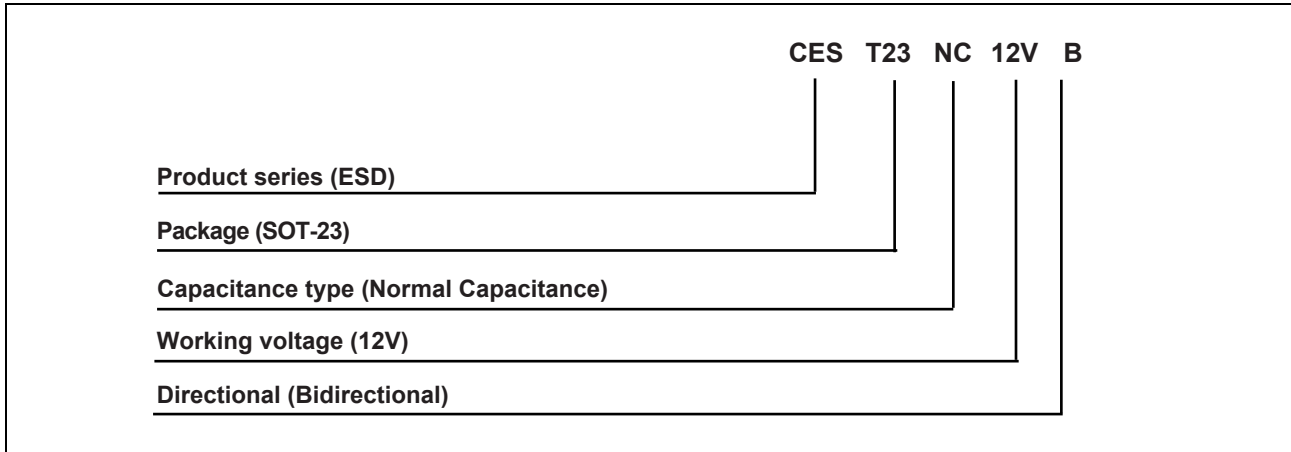 CES T23 NC 12V B
Product series (ESD)
Package (SOT-23)
Capacitance type (Normal Capacitance)
Working voltage (12V)
Directional (Bidirectional)